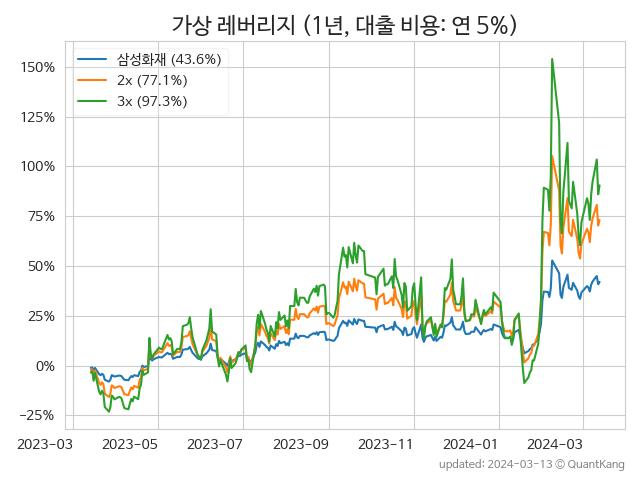 가상 레버리지 (1년, 대출 비용: 연 5%)
삼성화재 (43.6%)
2x (77.1%)
3x (97.3%)
150%
125%
100%
75%
50%
25%
0%
−25%
2023-03 2023-05 2023-07 2023-09 2023-11 2024-01 2024-03
updated: 2024-03-13 ⓒ QuantKang